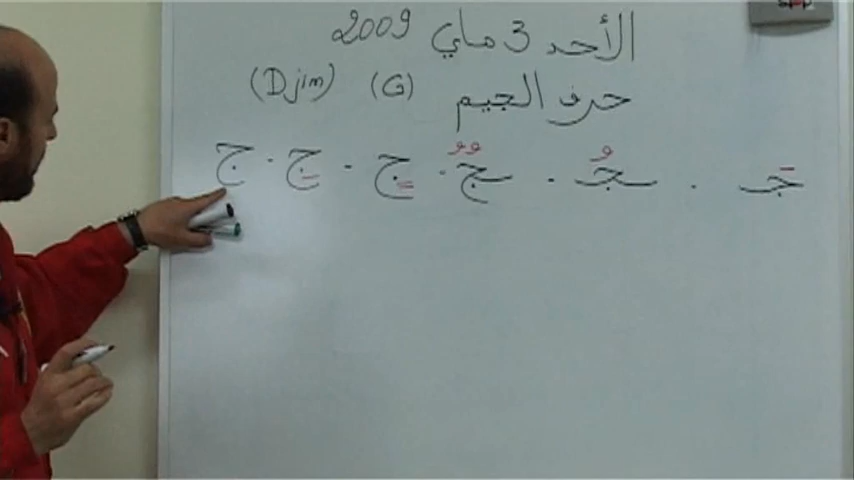 الأحد 3 ماي 2009
حرف الجيم (G) (Djim)
جَـ . ـجُـ . ـجٌ . جٍ . جِ . ج